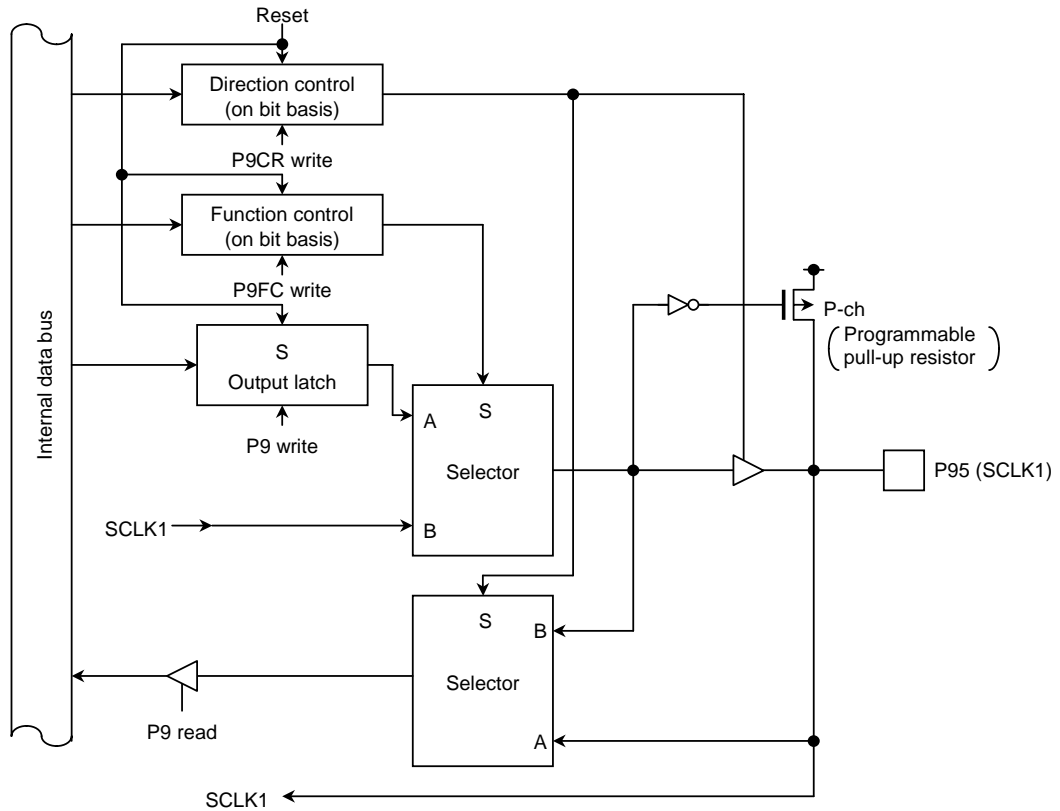 Reset
Direction control
(on bit basis)
P9CR write
Function control
(on bit basis)
P9FC write
S
Output latch
P9 write
Internal data bus
A
S
Selector
B
SCLK1
P-ch
(Programmable
pull-up resistor)
P95 (SCLK1)
S
B
Selector
A
P9 read
SCLK1